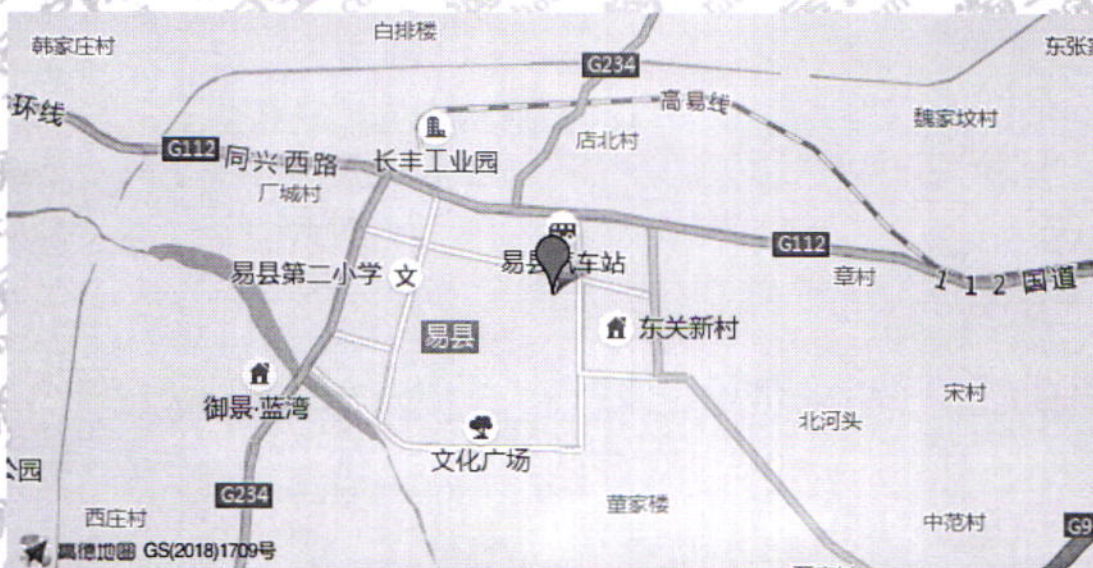 白排楼
韩家庄村
东张
G234
环线
高易线
魏家坟村
G112
同兴西路
长丰工业园
店北村
厂城村
G112
易县汽车站
易县第二小学
文
章村
112国道
易县
东关新村
御景·蓝湾
宋村
北河头
文化广场
公园
G234
西庄村
董家楼
中范村
G9
高德地图 GS(2018)1709号